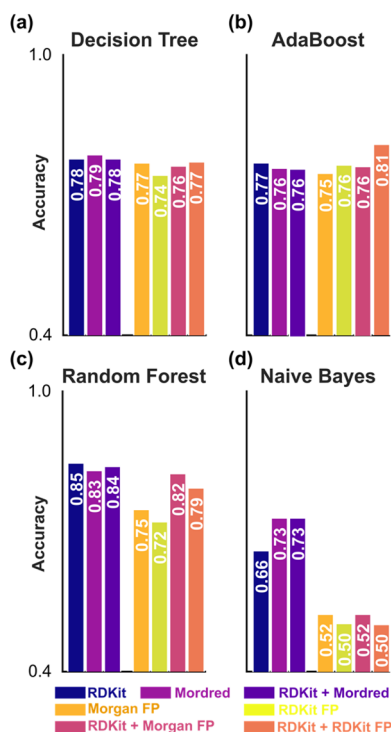 (a) Decision Tree
(b) AdaBoost
1.0
Accuracy
0.4
0.78 0.79 0.78 0.77 0.74 0.76 0.77
0.77 0.76 0.76 0.75 0.76 0.76 0.81
(c) Random Forest
(d) Naive Bayes
1.0
Accuracy
0.4
0.85 0.83 0.84 0.75 0.72 0.82 0.79
0.66 0.73 0.73 0.52 0.50 0.52 0.50
RDKit Mordred RDKit + Mordred
Morgan FP RDKit FP
RDKit + Morgan FP RDKit + RDKit FP